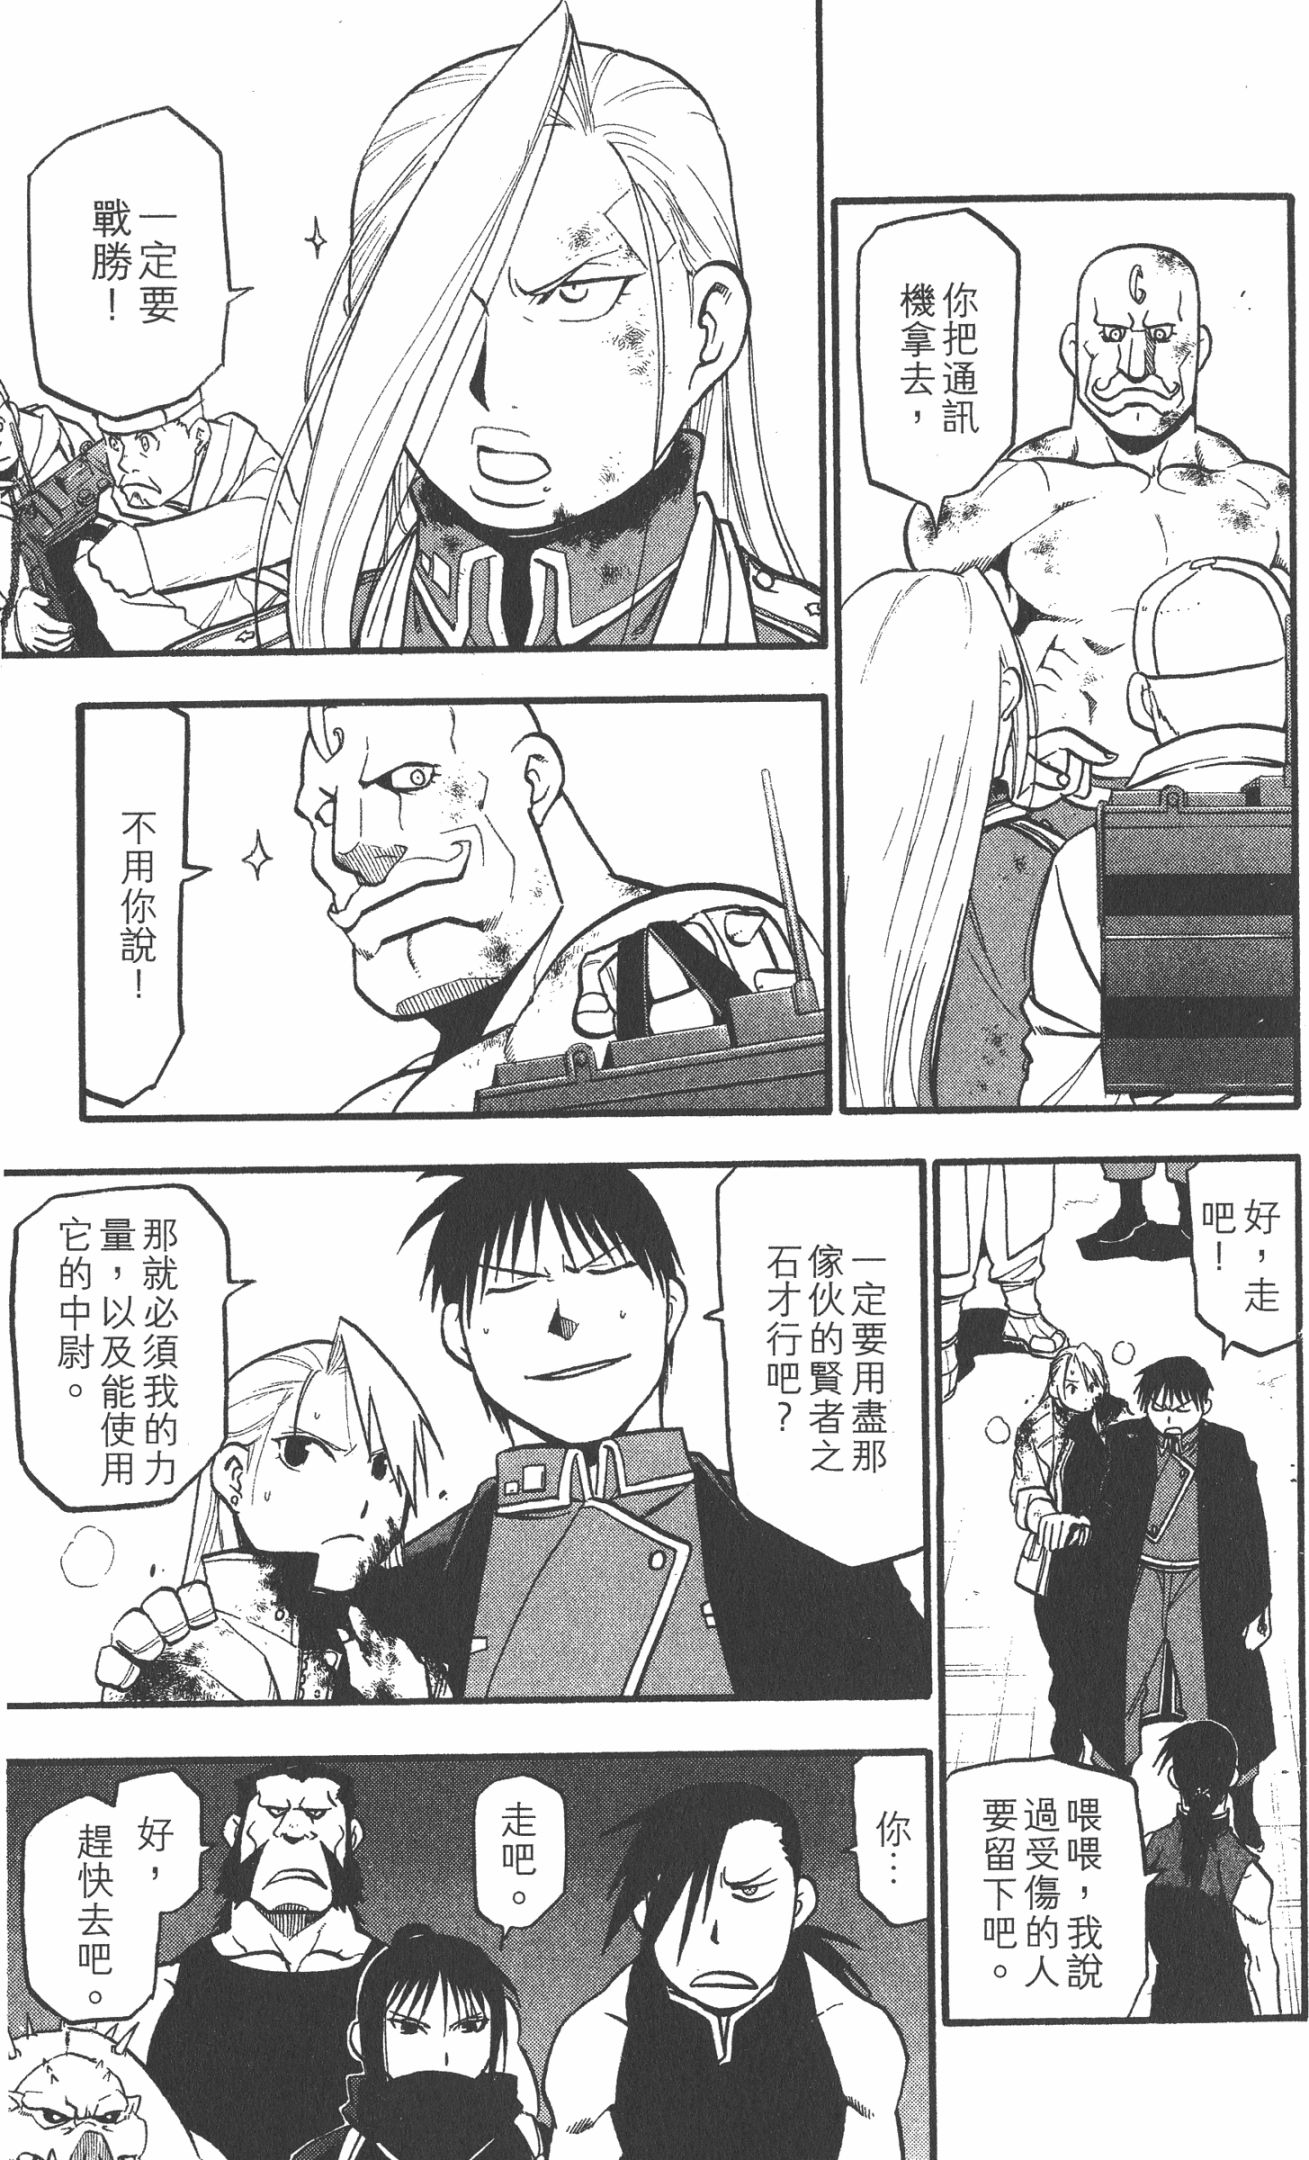 你把通訊
機拿去，
一定要
戰勝！
不用你說！
好，走
吧！
喂喂，我說
過受傷的人
要留下吧。
一定要用盡那
傢伙的賢者之
石才行吧？
那就必須我的力
量，以及能使用
它的中尉。
你…
走吧。
好，
趕快去吧。